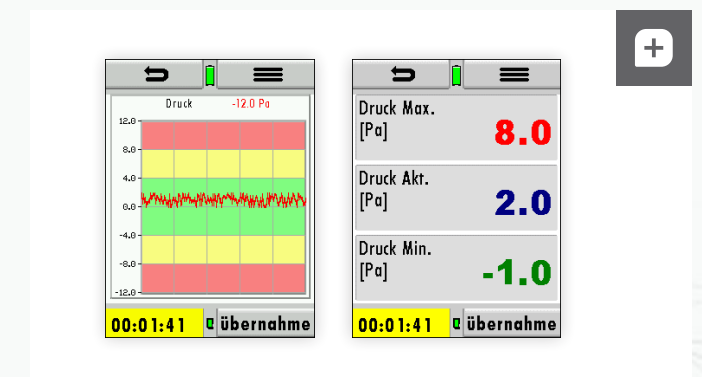 Druck -12.0 Pa
12.0
8.0
4.0
0.0
-4.0
-8.0
-12.0
00:01:41 übernahme
Druck Max.
[Pa]
8.0
Druck Akt.
[Pa]
2.0
Druck Min.
[Pa]
-1.0
00:01:41 übernahme